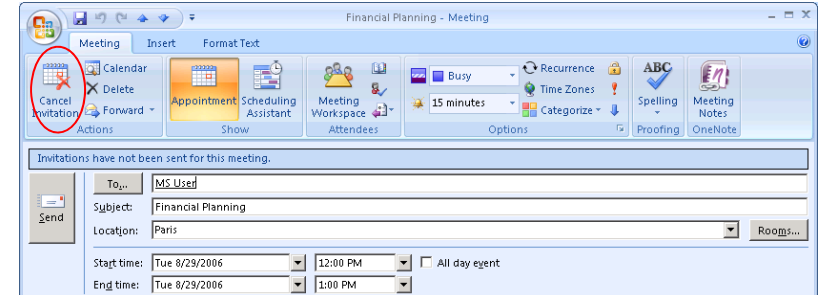 Financial Planning - Meeting
Meeting Insert Format Text
Cancel Invitation
Calendar
Delete
Forward
Actions
Appointment
Scheduling Assistant
Show
Meeting Workspace
Attendees
Busy
15 minutes
Recurrence
Time Zones
Categorize
Options
ABC
Spelling
Proofing
Meeting Notes
OneNote
Invitations have not been sent for this meeting.
Send
To... MS User
Subject: Financial Planning
Location: Paris Rooms...
Start time: Tue 8/29/2006 12:00 PM All day event
End time: Tue 8/29/2006 1:00 PM